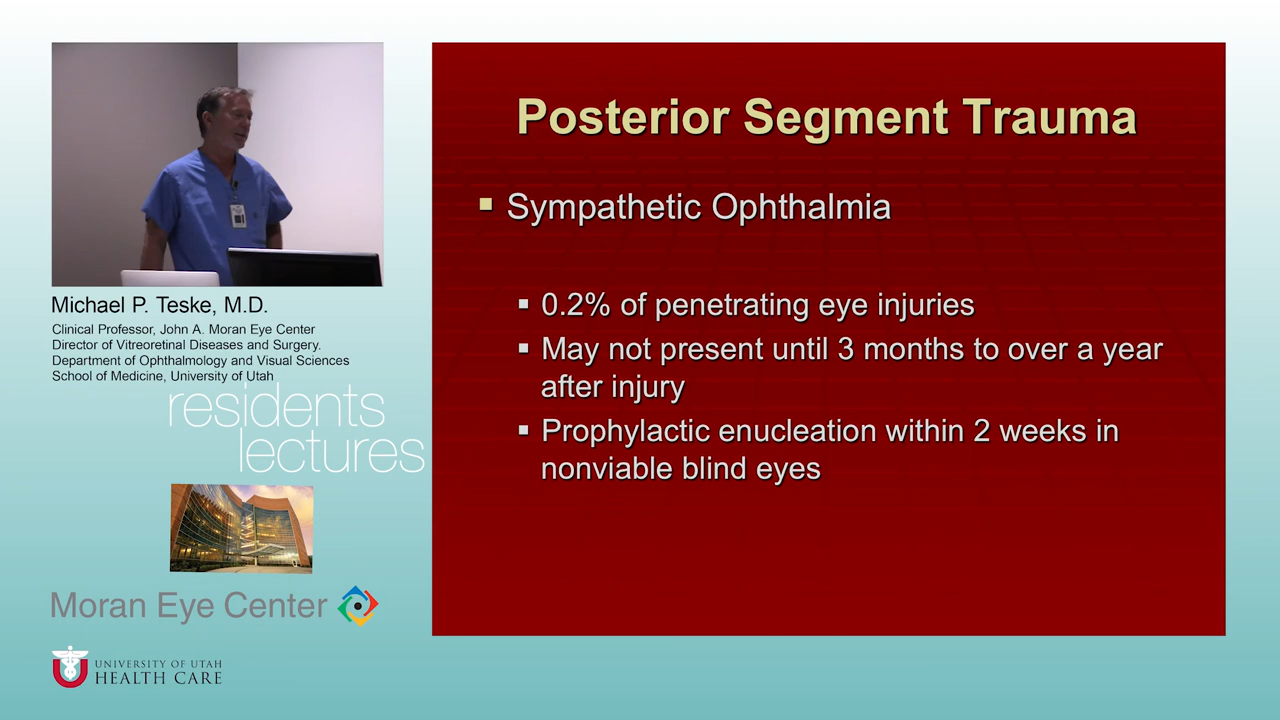 Posterior Segment Trauma
▪ Sympathetic Ophthalmia
▪ 0.2% of penetrating eye injuries
▪ May not present until 3 months to over a year
after injury
▪ Prophylactic enucleation within 2 weeks in
nonviable blind eyes
Michael P. Teske, M.D.
Clinical Professor, John A. Moran Eye Center
Director of Vitreoretinal Diseases and Surgery.
Department of Ophthalmology and Visual Sciences
School of Medicine, University of Utah
residents
lectures
Moran Eye Center
UNIVERSITY OF UTAH
HEALTH CARE